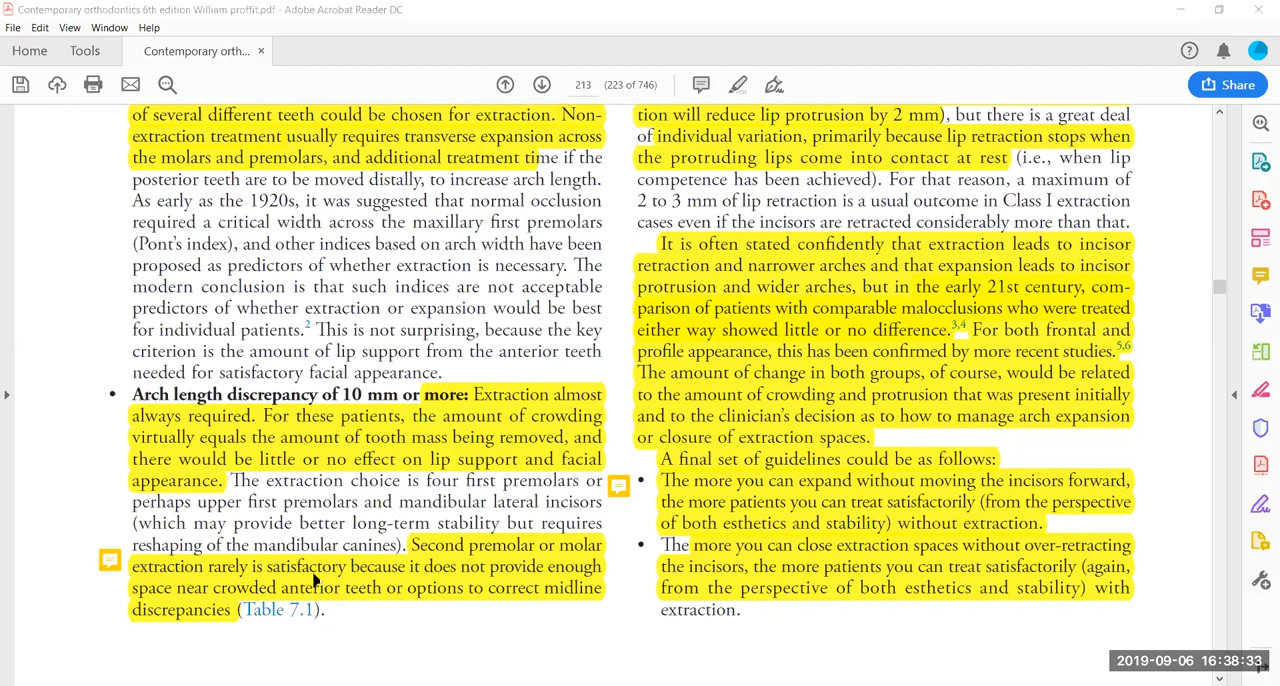 Contemporary orthodontics 6th edition William proffit.pdf - Adobe Acrobat Reader DC
File Edit View Window Help
Home Tools Contemporary orth... ×
213 (223 of 746)
Share
of several different teeth could be chosen for extraction. Non-
extraction treatment usually requires transverse expansion across
the molars and premolars, and additional treatment time if the
posterior teeth are to be moved distally, to increase arch length.
As early as the 1920s, it was suggested that normal occlusion
required a critical width across the maxillary first premolars
(Pont's index), and other indices based on arch width have been
proposed as predictors of whether extraction is necessary. The
modern conclusion is that such indices are not acceptable
predictors of whether extraction or expansion would be best
for individual patients.2 This is not surprising, because the key
criterion is the amount of lip support from the anterior teeth
needed for satisfactory facial appearance.
• Arch length discrepancy of 10 mm or more: Extraction almost
always required. For these patients, the amount of crowding
virtually equals the amount of tooth mass being removed, and
there would be little or no effect on lip support and facial
appearance. The extraction choice is four first premolars or
perhaps upper first premolars and mandibular lateral incisors
(which may provide better long-term stability but requires
reshaping of the mandibular canines). Second premolar or molar
extraction rarely is satisfactory because it does not provide enough
space near crowded anterior teeth or options to correct midline
discrepancies (Table 7.1).
tion will reduce lip protrusion by 2 mm), but there is a great deal
of individual variation, primarily because lip retraction stops when
the protruding lips come into contact at rest (i.e., when lip
competence has been achieved). For that reason, a maximum of
2 to 3 mm of lip retraction is a usual outcome in Class I extraction
cases even if the incisors are retracted considerably more than that.
It is often stated confidently that extraction leads to incisor
retraction and narrower arches and that expansion leads to incisor
protrusion and wider arches, but in the early 21st century, com-
parison of patients with comparable malocclusions who were treated
either way showed little or no difference.3,4 For both frontal and
profile appearance, this has been confirmed by more recent studies.5,6
The amount of change in both groups, of course, would be related
to the amount of crowding and protrusion that was present initially
and to the clinician's decision as to how to manage arch expansion
or closure of extraction spaces.
A final set of guidelines could be as follows:
• The more you can expand without moving the incisors forward,
the more patients you can treat satisfactorily (from the perspective
of both esthetics and stability) without extraction.
• The more you can close extraction spaces without over-retracting
the incisors, the more patients you can treat satisfactorily (again,
from the perspective of both esthetics and stability) with
extraction.
2019-09-06 16:38:33